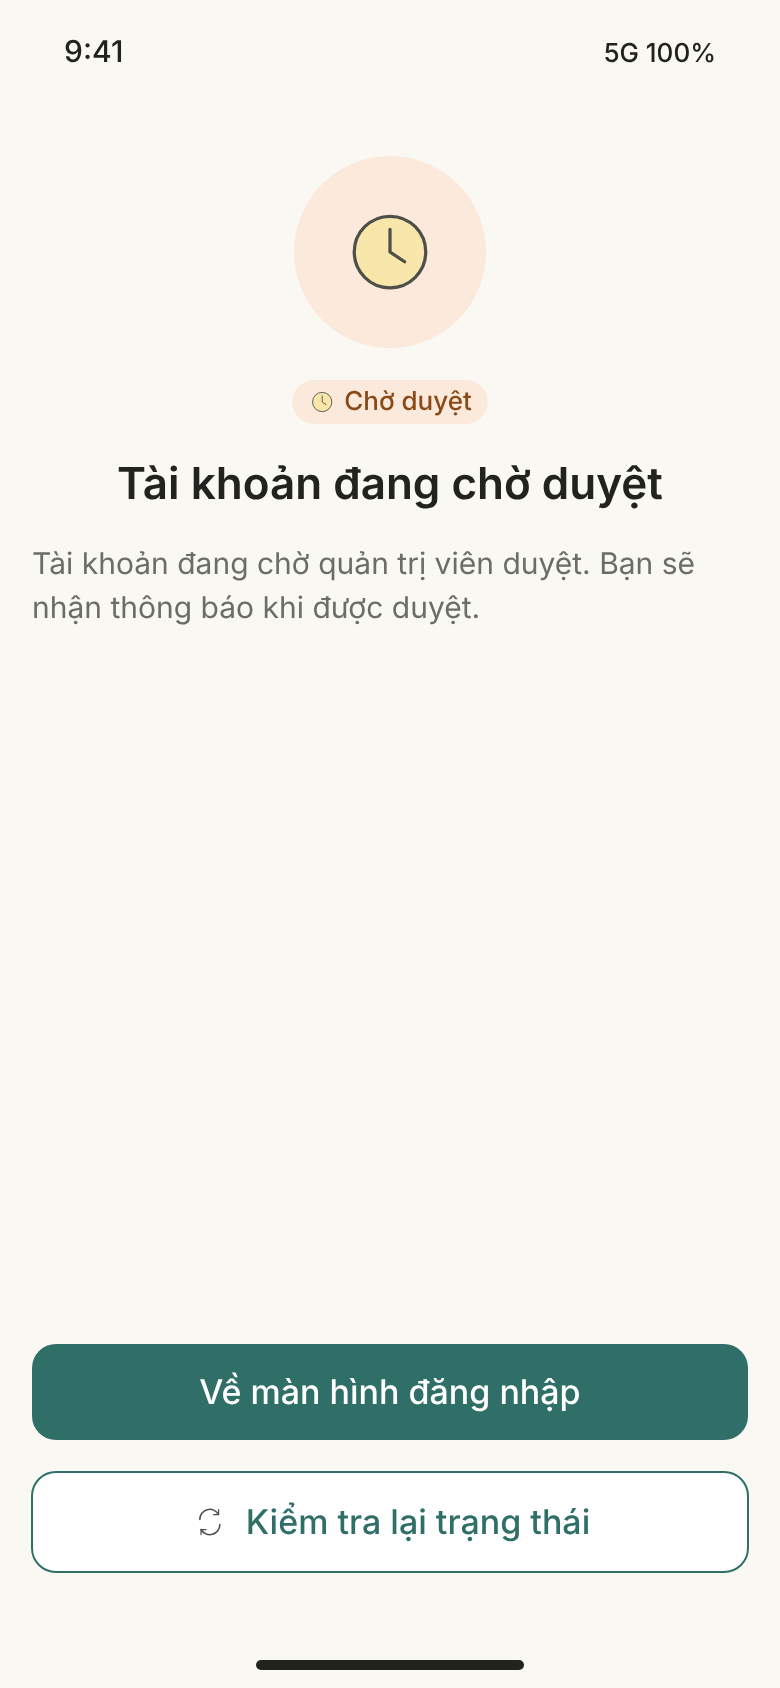 9:41
5G 100%
Chờ duyệt
Tài khoản đang chờ duyệt
Tài khoản đang chờ quản trị viên duyệt. Bạn sẽ
nhận thông báo khi được duyệt.
Về màn hình đăng nhập
Kiểm tra lại trạng thái